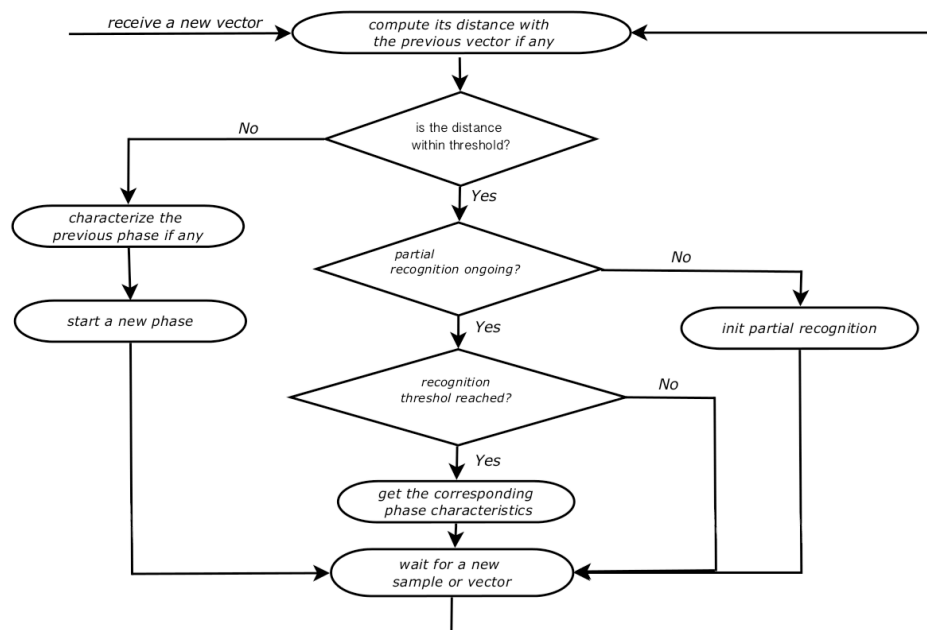 receive a new vector
compute its distance with
the previous vector if any
No
is the distance
within threshold?
Yes
characterize the
previous phase if any
partial
recognition ongoing?
No
start a new phase
Yes
init partial recognition
recognition
threshol reached?
No
Yes
get the corresponding
phase characteristics
wait for a new
sample or vector